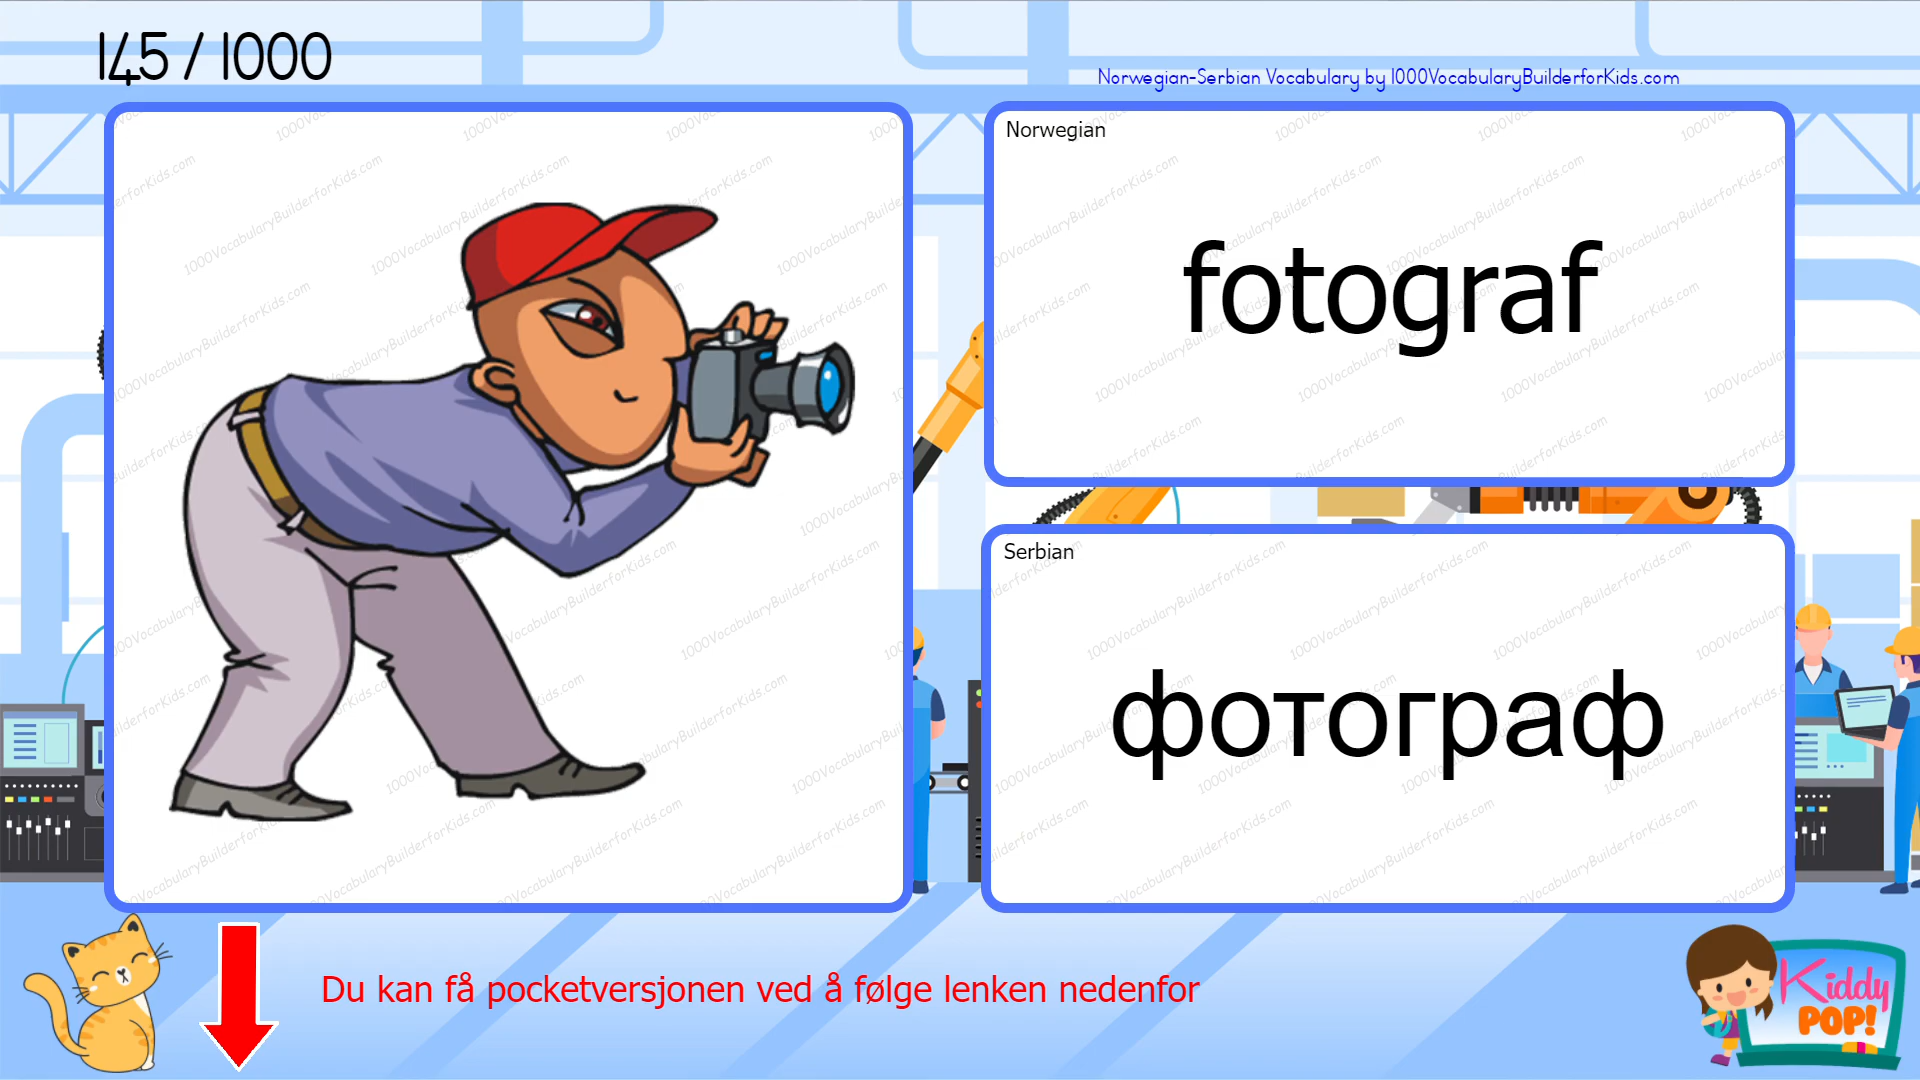 145 / 1000
Norwegian-Serbian Vocabulary by 1000VocabularyBuilderforKids.com
Norwegian
fotograf
Serbian
фотограф
Du kan få pocketversjonen ved å følge lenken nedenfor
Kiddy
POP!